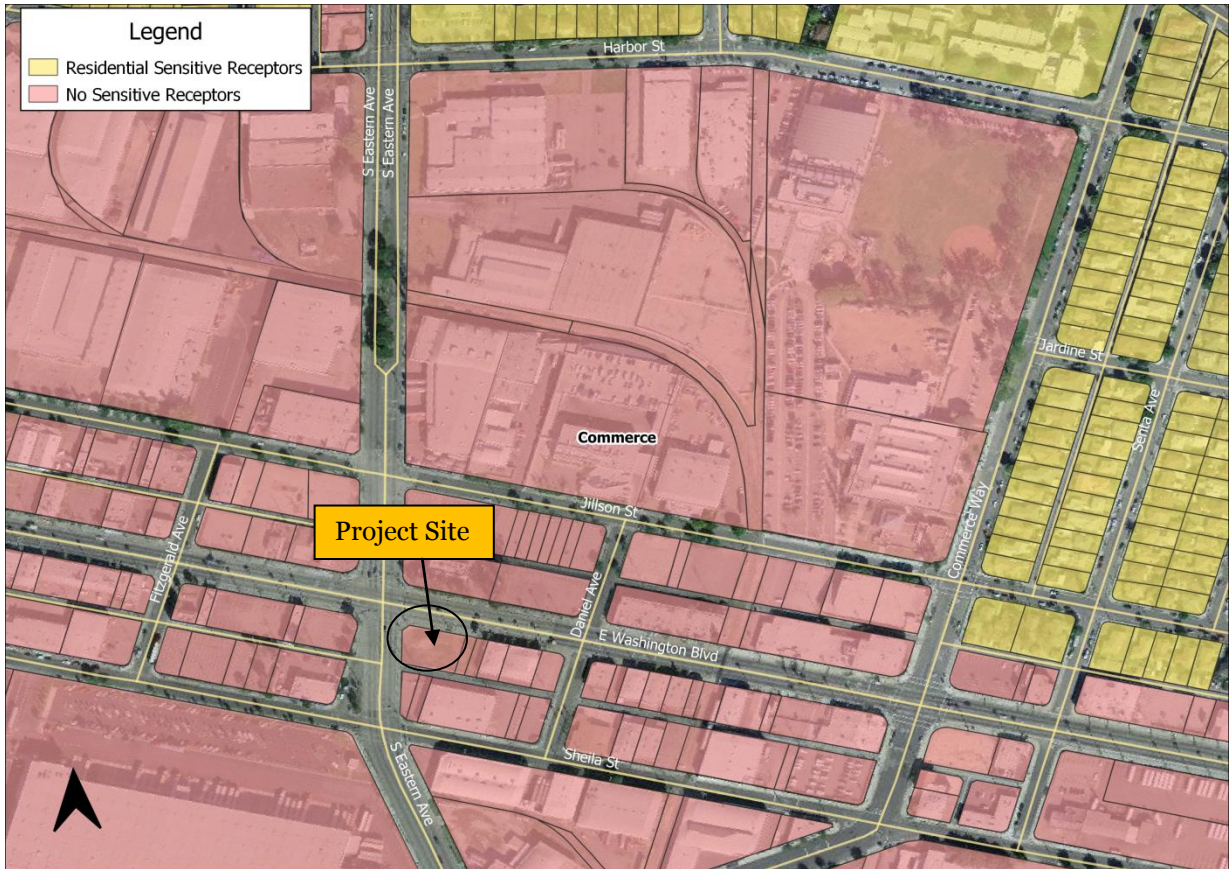 Legend
Residential Sensitive Receptors
No Sensitive Receptors
Harbor St
S Eastern Ave
S Eastern Ave
Jardine St
Senta Ave
Commerce
Jillson St
Commerce Way
Project Site
Fitzgerald Ave
Daniel Ave
E Washington Blvd
Sheila St
S Eastern Ave